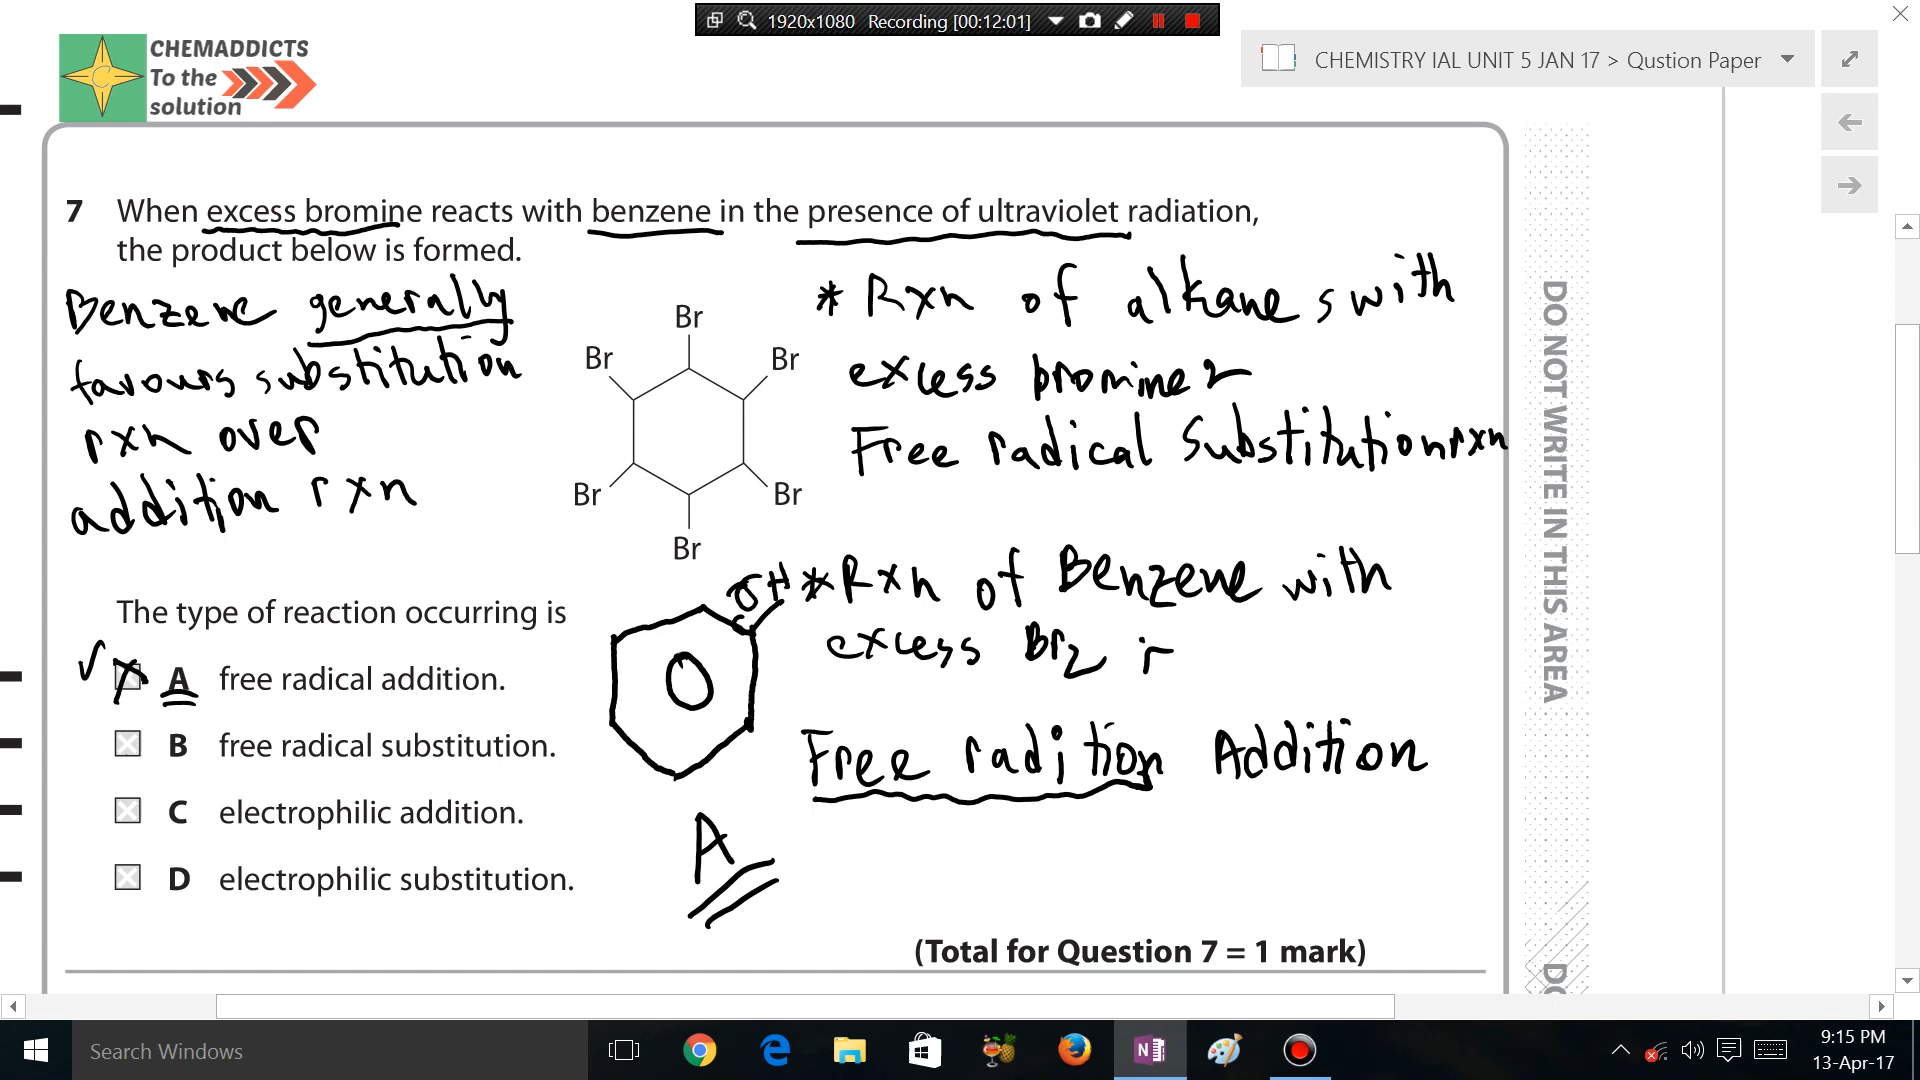 1920x1080 Recording [00:12:01]
CHEMADDICTS
To the
solution
CHEMISTRY IAL UNIT 5 JAN 17 > Qustion Paper
7 When excess bromine reacts with benzene in the presence of ultraviolet radiation,
the product below is formed.
Benzene generally
favours substitution
rxn over
addition rxn
Br
Br
Br
Br
Br
Br
* Rxn of alkane s with
excess bromine
Free radical Substitution rxn
* Rxn of Benzene with
excess Br2
Free radition Addition
The type of reaction occurring is
A free radical addition.
B free radical substitution.
C electrophilic addition.
D electrophilic substitution.
A
(Total for Question 7 = 1 mark)
DO NOT WRITE IN THIS AREA
DO
Search Windows
9:15 PM
13-Apr-17